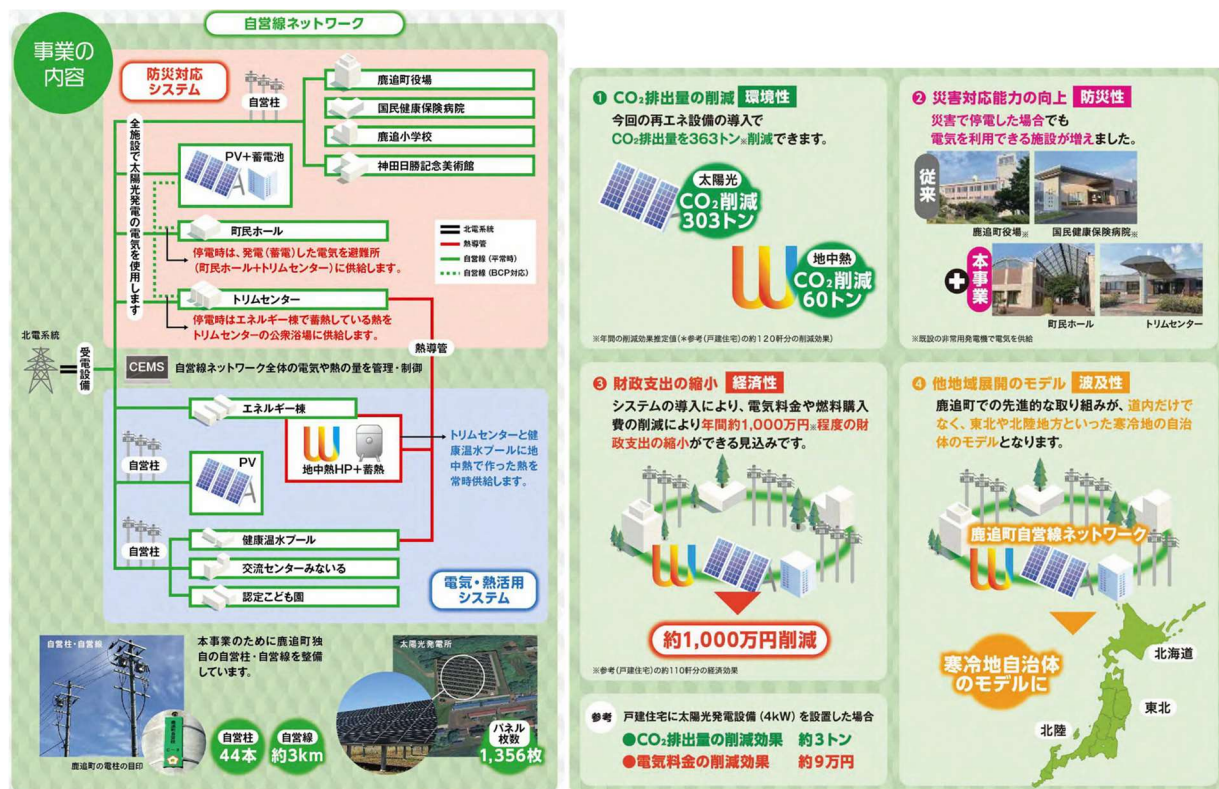 事業の
内容
自営線ネットワーク
防災対応
システム
自営柱
鹿追町役場
国民健康保険病院
鹿追小学校
神田日勝記念美術館
全施設で太陽光発電の電気を使用します
PV+蓄電池
町民ホール
停電時は、発電(蓄電)した電気を避難所
(町民ホール+トリムセンター)に供給します。
北電系統
熱導管
自営線(平常時)
自営線(BCP対応)
トリムセンター
停電時はエネルギー棟で蓄熱している熱を
トリムセンターの公衆浴場に供給します。
熱導管
北電系統
受電設備
CEMS
自営線ネットワーク全体の電気や熱の量を管理・制御
エネルギー棟
自営柱
地中熱HP+蓄熱
トリムセンターと健
康温水プールに地
中熱で作った熱を
常時供給します。
PV
自営柱
健康温水プール
交流センターみないる
認定こども園
電気・熱活用
システム
自営柱・自営線
本事業のために鹿追町独
自の自営柱・自営線を整備
しています。
鹿追町の電柱の目印
自営柱
44本
自営線
約3km
太陽光発電所
パネル
枚数
1,356枚
❶ CO₂排出量の削減 環境性
今回の再エネ設備の導入で
CO₂排出量を363トン※削減できます。
太陽光
CO₂削減
303トン
地中熱
CO₂削減
60トン
※年間の削減効果推定値(*参考(戸建住宅)の約120軒分の削減効果)
❷ 災害対応能力の向上 防災性
災害で停電した場合でも
電気を利用できる施設が増えました。
従来
鹿追町役場※
国民健康保険病院※
本事業
町民ホール
トリムセンター
※既設の非常用発電機で電気を供給
❸ 財政支出の縮小 経済性
システムの導入により、電気料金や燃料購入
費の削減により年間約1,000万円※程度の財
政支出の縮小ができる見込みです。
約1,000万円削減
※参考(戸建住宅)の約110軒分の経済効果
❹ 他地域展開のモデル 波及性
鹿追町での先進的な取り組みが、道内だけで
なく、東北や北陸地方といった寒冷地の自治
体のモデルとなります。
鹿追町自営線ネットワーク
寒冷地自治体
のモデルに
北海道
東北
北陸
参考 戸建住宅に太陽光発電設備(4kW)を設置した場合
●CO₂排出量の削減効果 約3トン
●電気料金の削減効果 約9万円